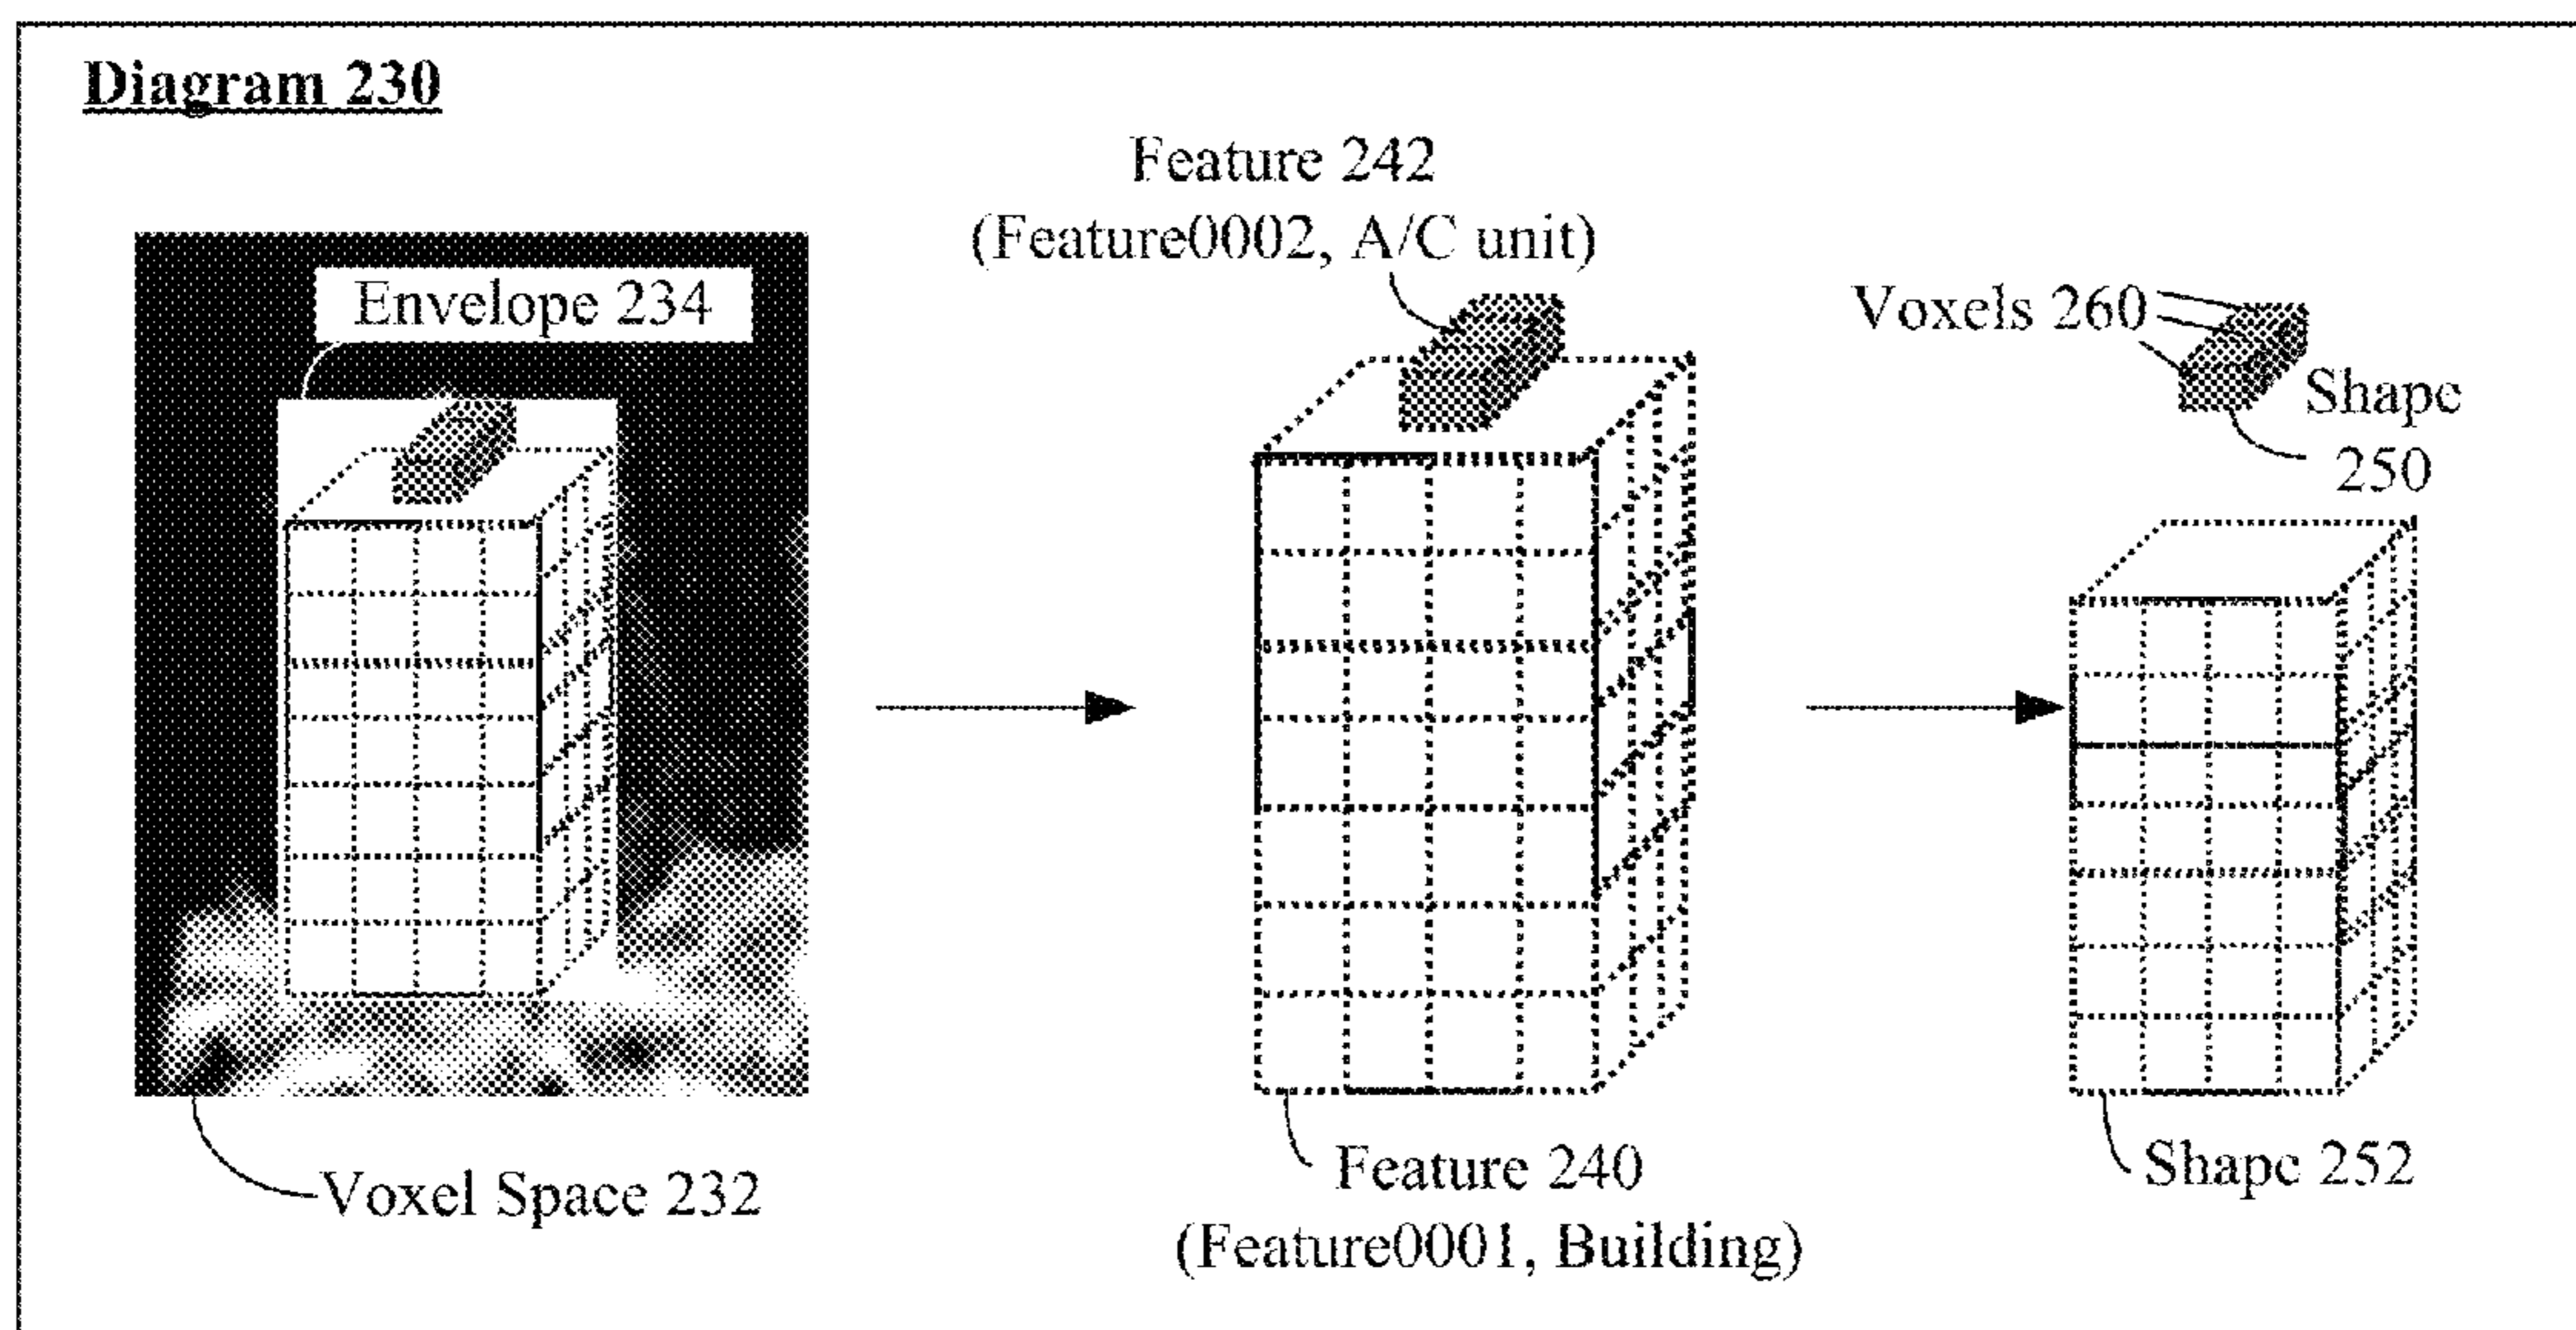 Diagram 230
Feature 242
(Feature0002, A/C unit)
Envelope 234
Voxels 260
Shape
250
Voxel Space 232
Feature 240
(Feature0001, Building)
Shape 252